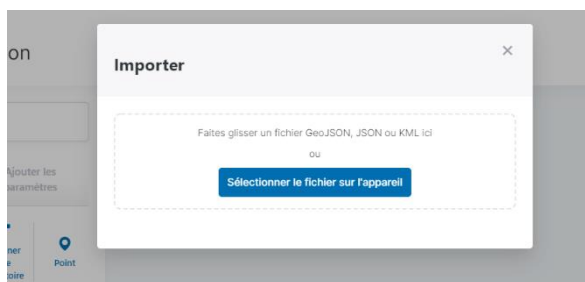 on
Importer
×
Faites glisser un fichier GeoJSON, JSON ou KML ici
ou
Sélectionner le fichier sur l'appareil
Ajouter les
paramètres
Point